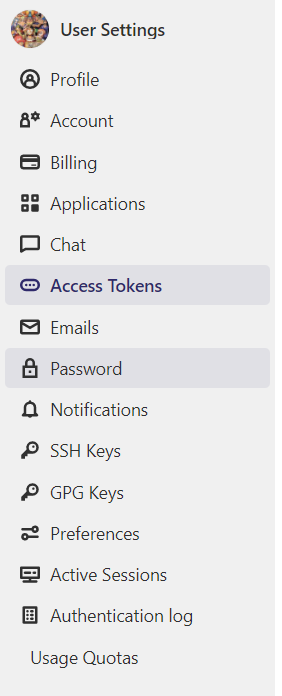 User Settings
Profile
Account
Billing
Applications
Chat
Access Tokens
Emails
Password
Notifications
SSH Keys
GPG Keys
Preferences
Active Sessions
Authentication log
Usage Quotas